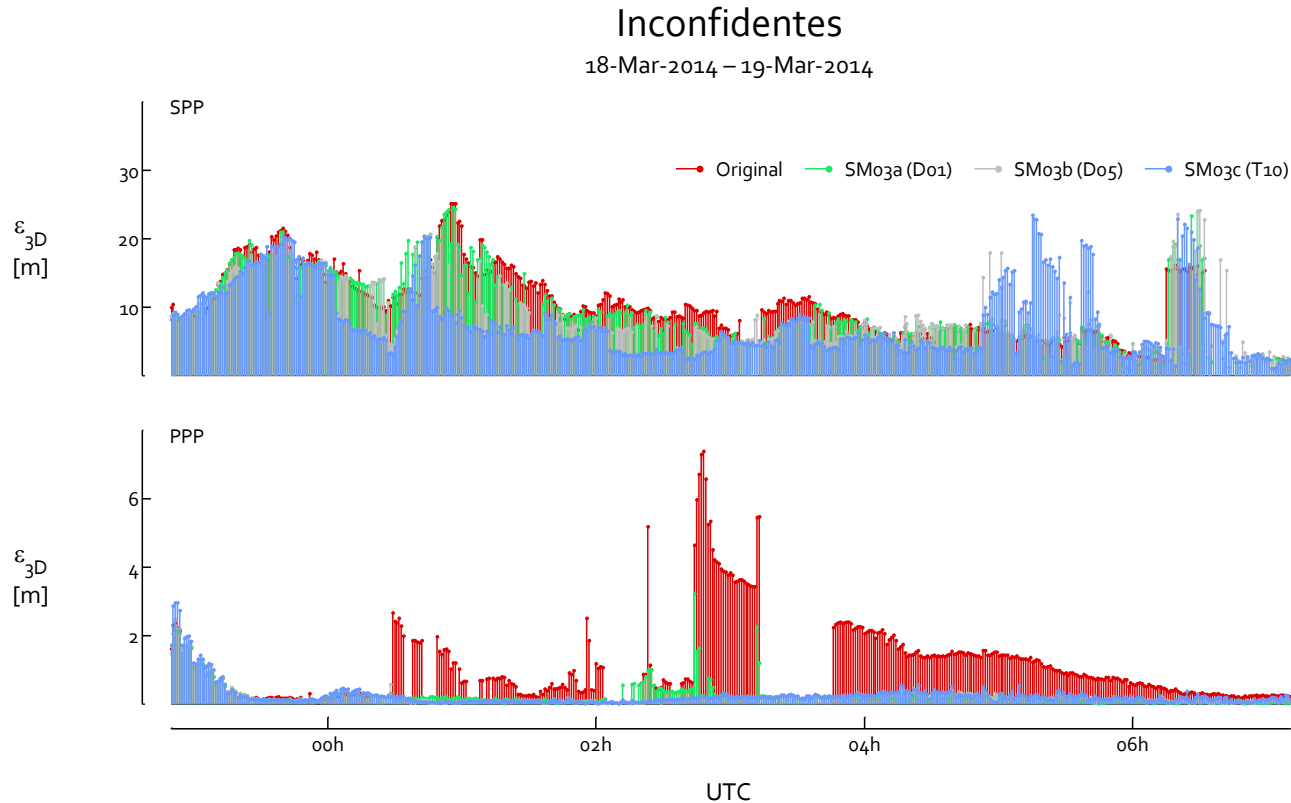 Inconfidentes
18-Mar-2014 – 19-Mar-2014
SPP
Original SM03a (D01) SM03b (D05) SM03c (T10)
30
20
10
ε3D
[m]
PPP
6
4
2
ε3D
[m]
00h 02h 04h 06h
UTC